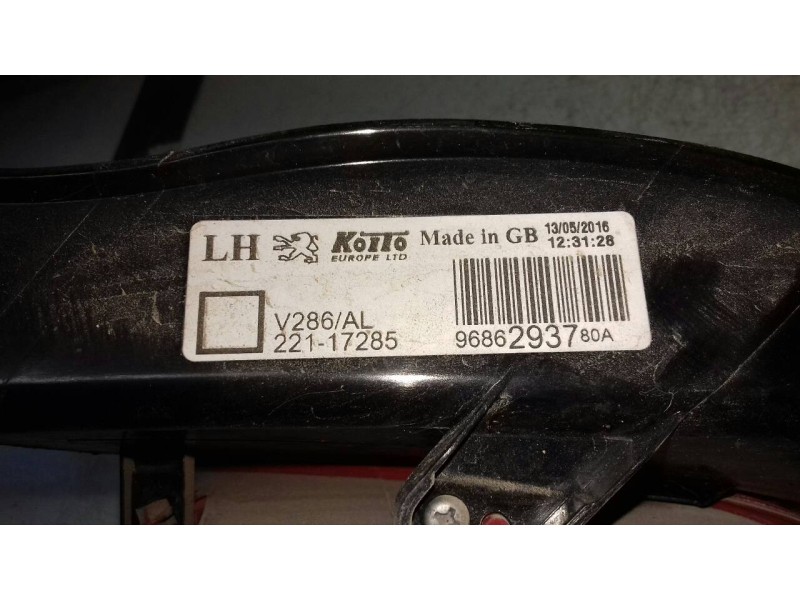 LH Koito Made in GB 13/05/2016
EUROPE LTD 12:31:28
V286/AL
221-17285 9686293780A